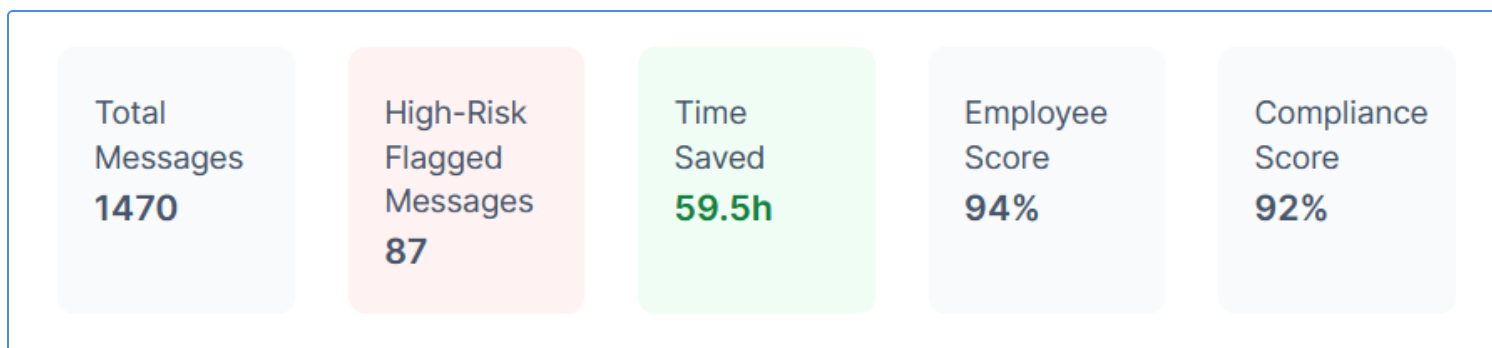 Total
Messages
1470
High-Risk
Flagged
Messages
87
Time
Saved
59.5h
Employee
Score
94%
Compliance
Score
92%